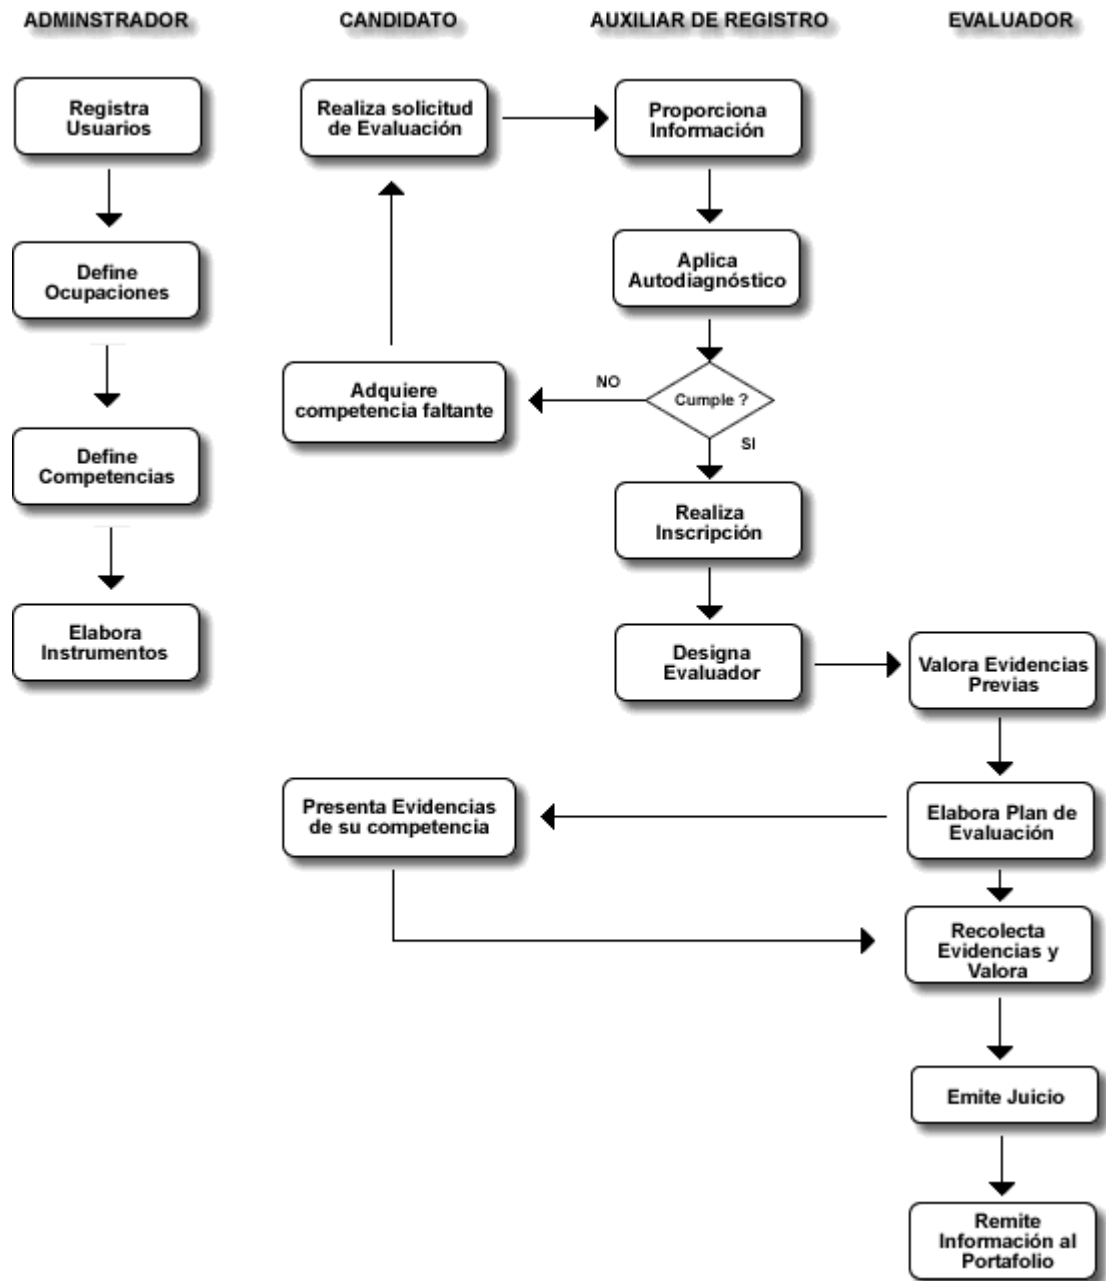 ADMINSTRADOR
CANDIDATO
AUXILIAR DE REGISTRO
EVALUADOR
Registra
Usuarios
Realiza solicitud
de Evaluación
Proporciona
Información
Define
Ocupaciones
Aplica
Autodiagnóstico
Adquiere
competencia faltante
NO
Cumple ?
SI
Define
Competencias
Realiza
Inscripción
Elabora
Instrumentos
Designa
Evaluador
Valora Evidencias
Previas
Presenta Evidencias
de su competencia
Elabora Plan de
Evaluación
Recolecta
Evidencias y
Valora
Emite Juicio
Remite
Información al
Portafolio